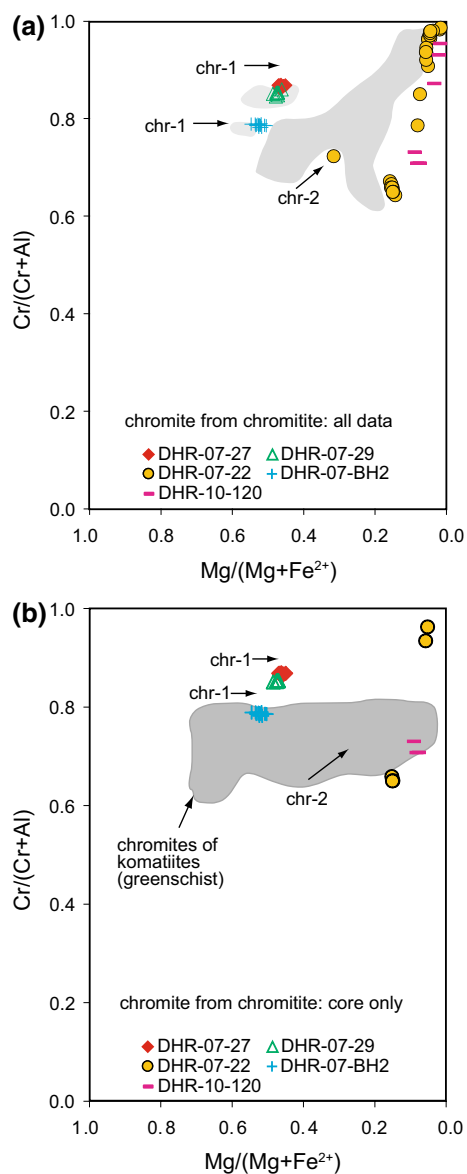 (a)
1.0
chr-1
chr-1
0.8
chr-2
0.6
Cr/(Cr+Al)
0.4
chromite from chromitite: all data
0.2
DHR-07-27 DHR-07-29
DHR-07-22 DHR-07-BH2
DHR-10-120
0.0
1.0 0.8 0.6 0.4 0.2 0.0
Mg/(Mg+Fe²⁺)
(b)
1.0
chr-1
chr-1
0.8
chr-2
0.6
chromites of
komatiites
(greenschist)
Cr/(Cr+Al)
0.4
0.2
chromite from chromitite: core only
DHR-07-27 DHR-07-29
DHR-07-22 DHR-07-BH2
DHR-10-120
0.0
1.0 0.8 0.6 0.4 0.2 0.0
Mg/(Mg+Fe²⁺)